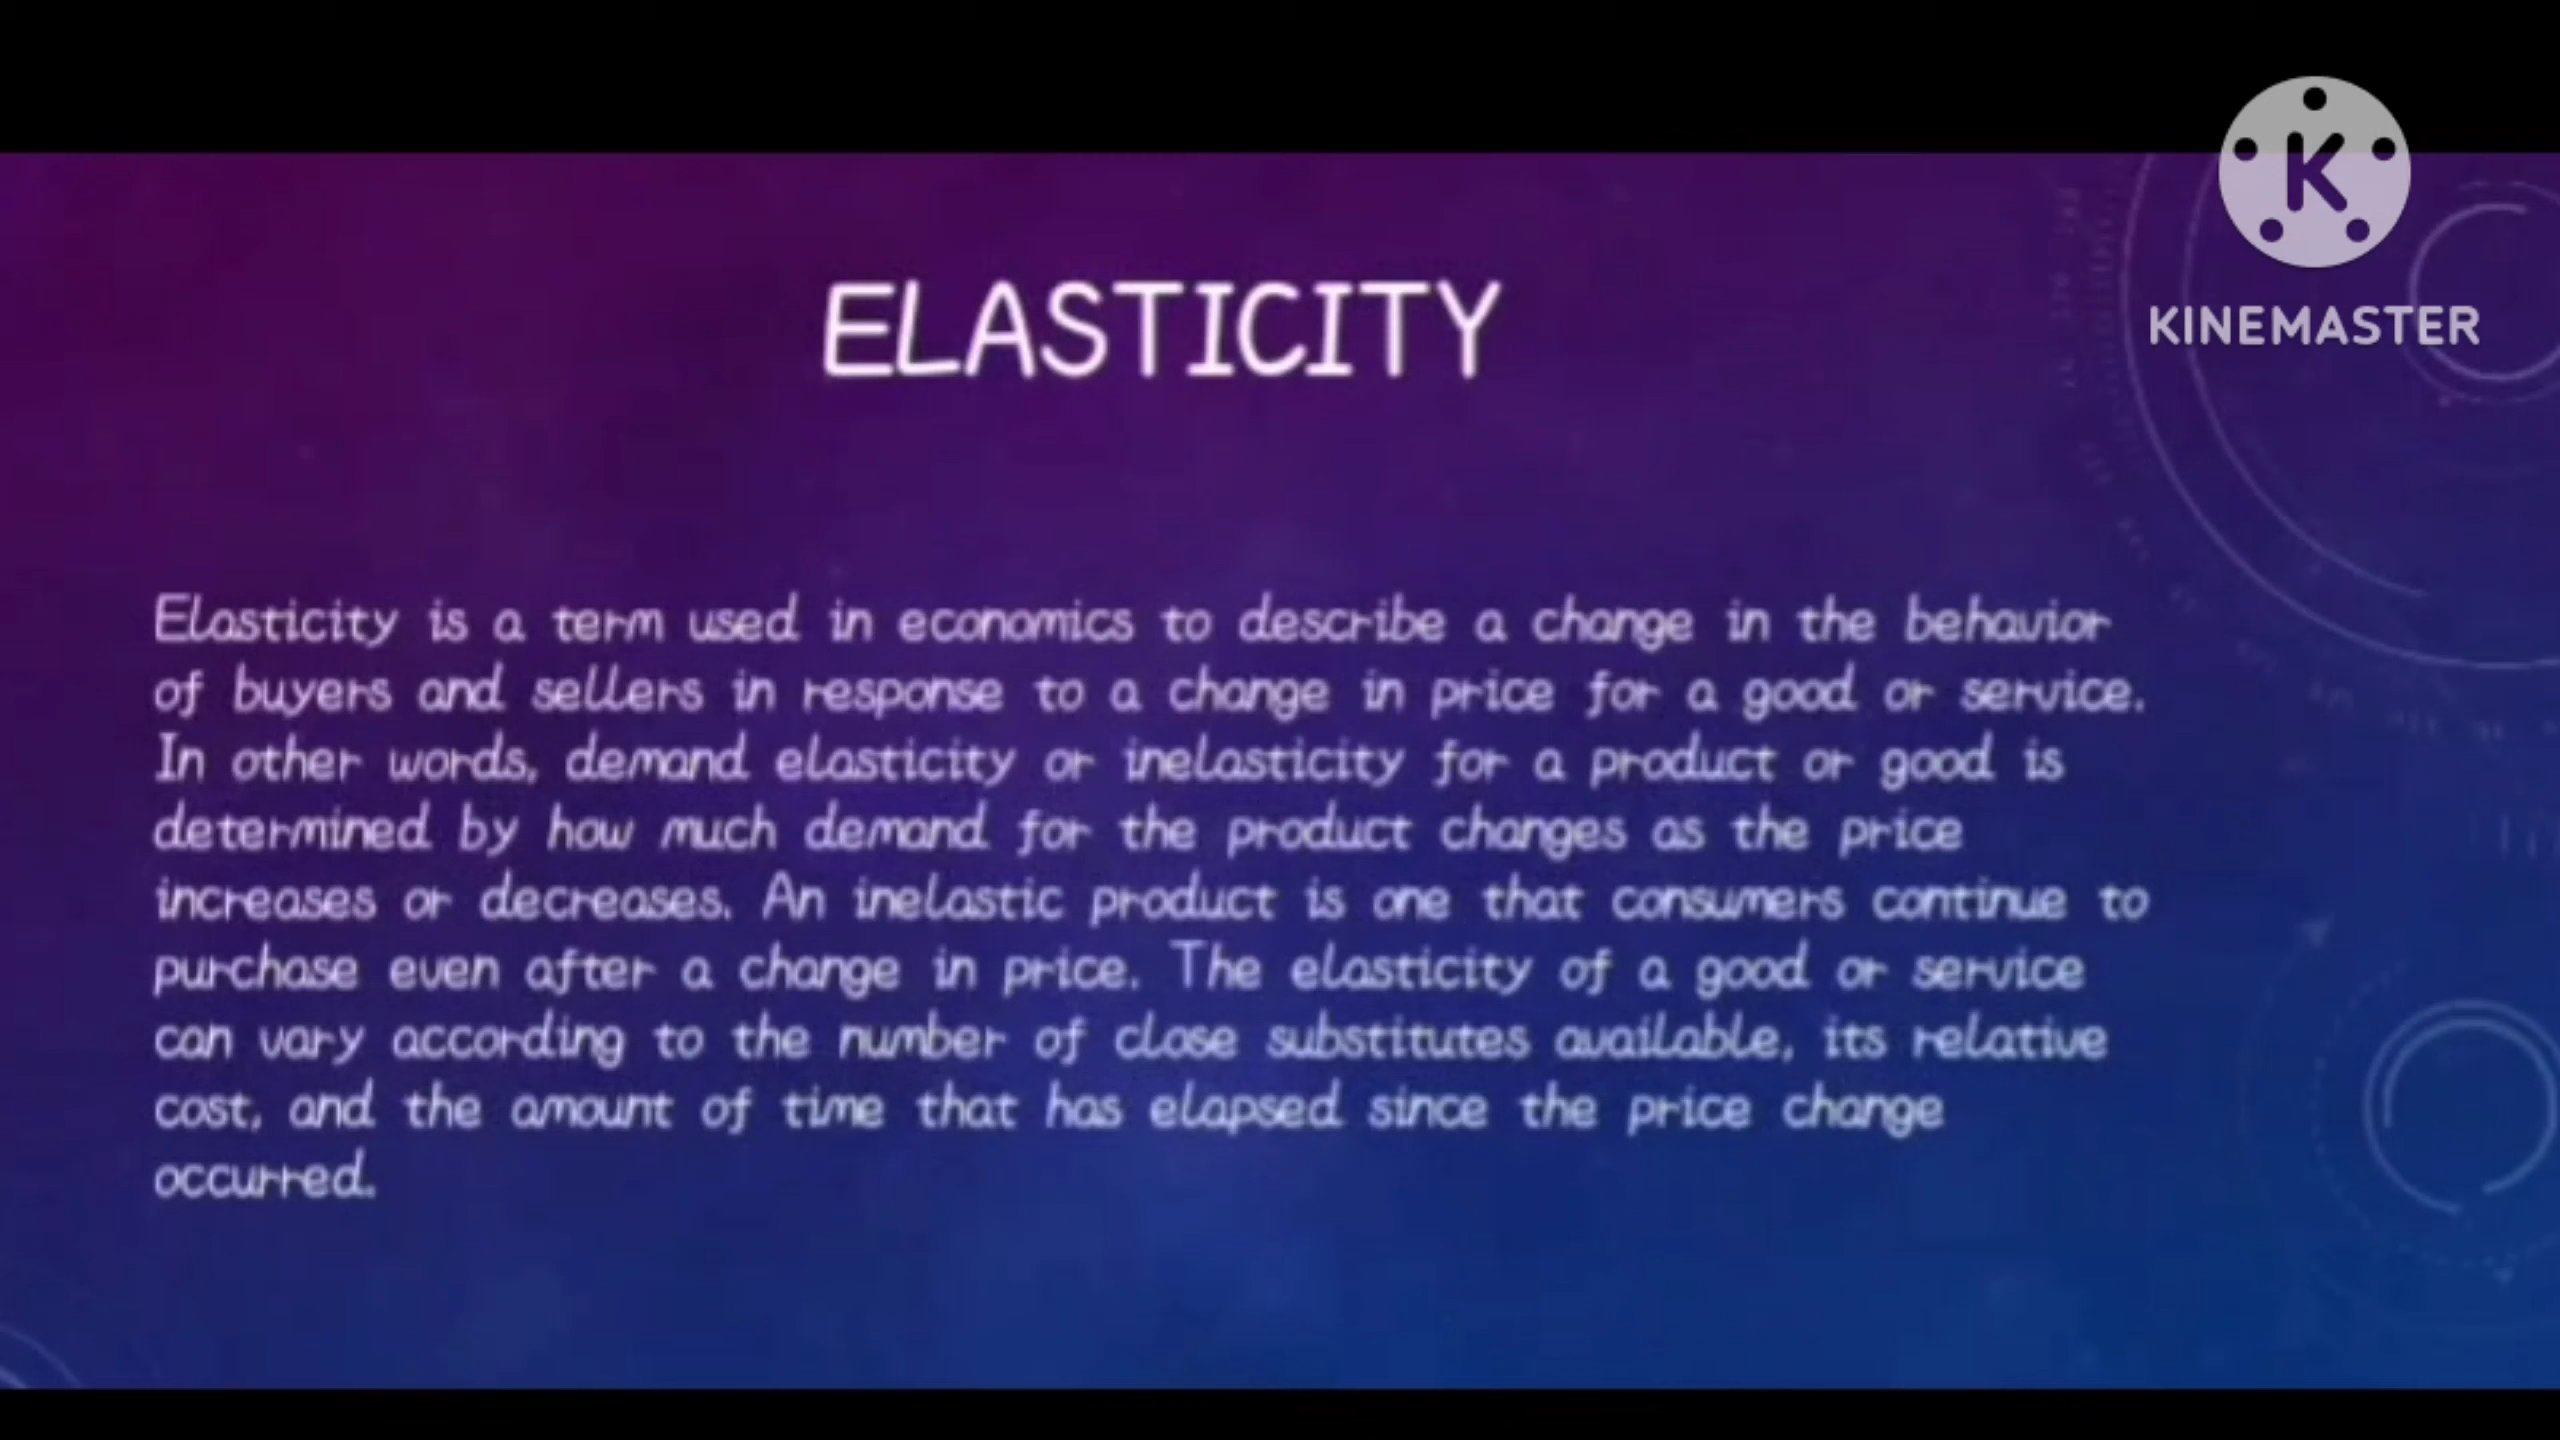 KINEMASTER
ELASTICITY
Elasticity is a term used in economics to describe a change in the behavior
of buyers and sellers in response to a change in price for a good or service.
In other words, demand elasticity or inelasticity for a product or good is
determined by how much demand for the product changes as the price
increases or decreases. An inelastic product is one that consumers continue to
purchase even after a change in price. The elasticity of a good or service
can vary according to the number of close substitutes available, its relative
cost, and the amount of time that has elapsed since the price change
occurred.